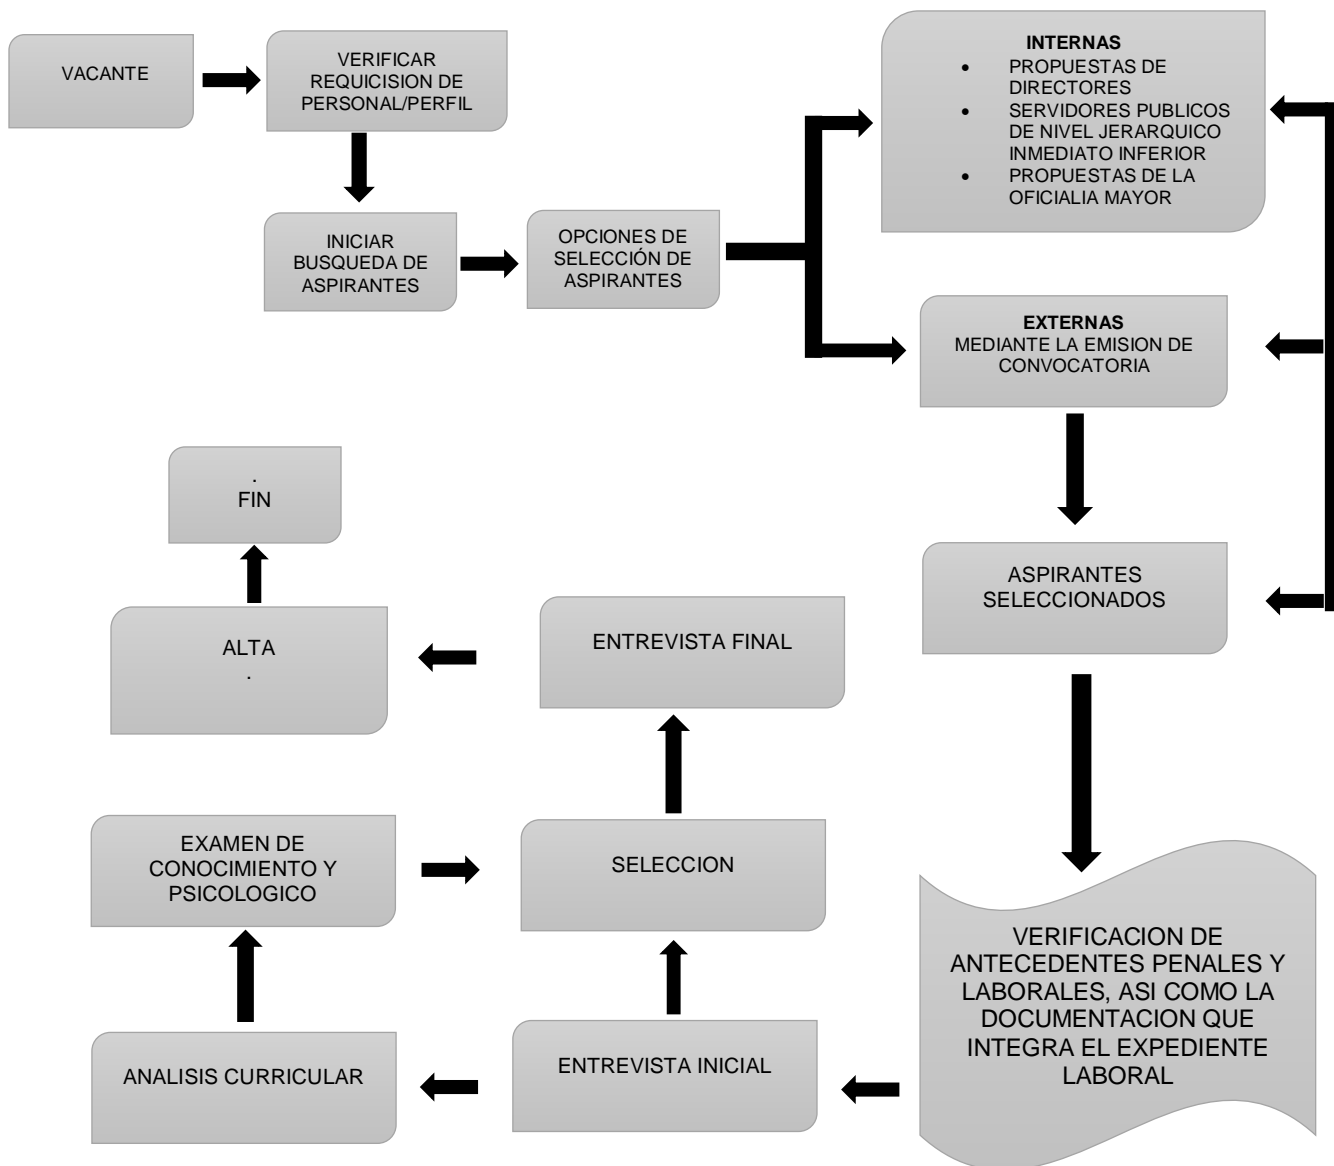 VACANTE
VERIFICAR
REQUICISION DE
PERSONAL/PERFIL
INICIAR
BUSQUEDA DE
ASPIRANTES
OPCIONES DE
SELECCIÓN DE
ASPIRANTES
INTERNAS
• PROPUESTAS DE
DIRECTORES
• SERVIDORES PUBLICOS
DE NIVEL JERARQUICO
INMEDIATO INFERIOR
• PROPUESTAS DE LA
OFICIALIA MAYOR
EXTERNAS
MEDIANTE LA EMISION DE
CONVOCATORIA
ASPIRANTES
SELECCIONADOS
VERIFICACION DE
ANTECEDENTES PENALES Y
LABORALES, ASI COMO LA
DOCUMENTACION QUE
INTEGRA EL EXPEDIENTE
LABORAL
ENTREVISTA INICIAL
ANALISIS CURRICULAR
EXAMEN DE
CONOCIMIENTO Y
PSICOLOGICO
SELECCION
ENTREVISTA FINAL
ALTA
.
.
FIN